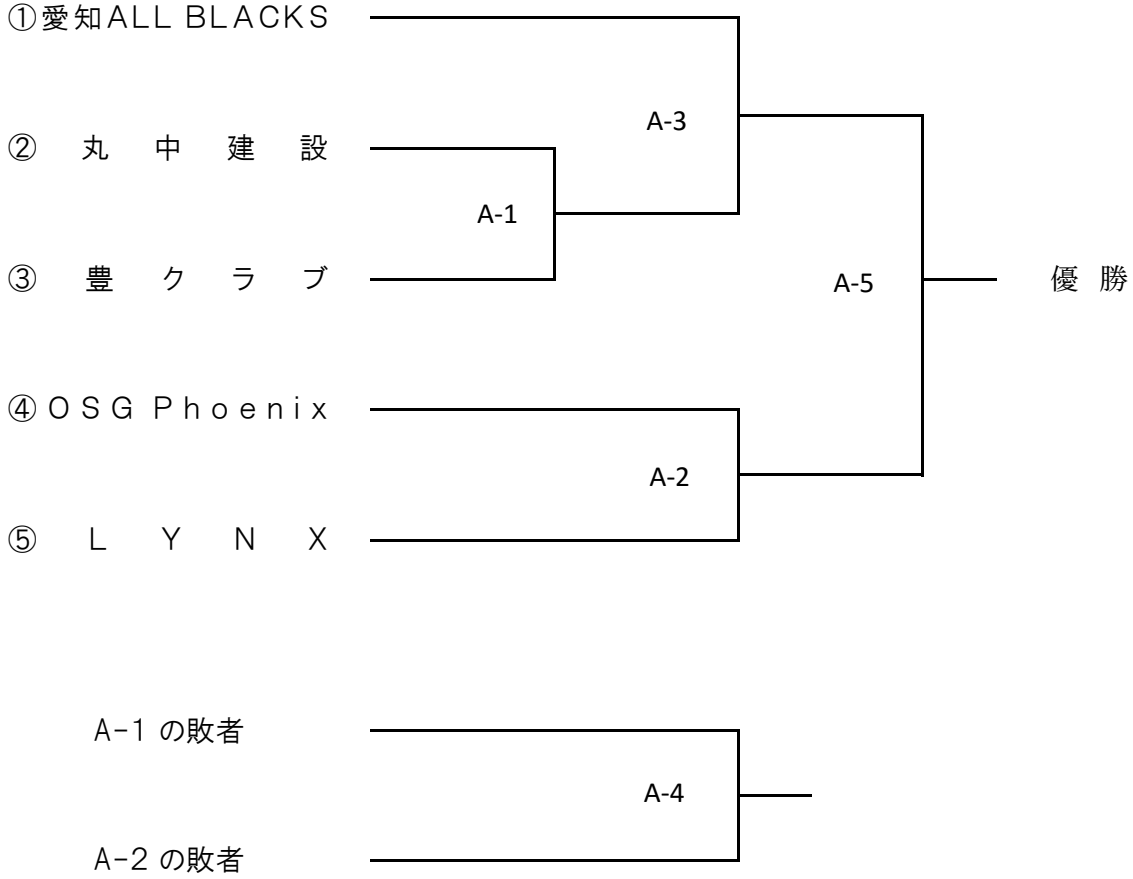 ①愛知ALL BLACKS
A-3
② 丸中建設
A-1
③ 豊クラブ
A-5
優勝
④OSG Phoenix
A-2
⑤ LYNX
A-1 の敗者
A-4
A-2 の敗者